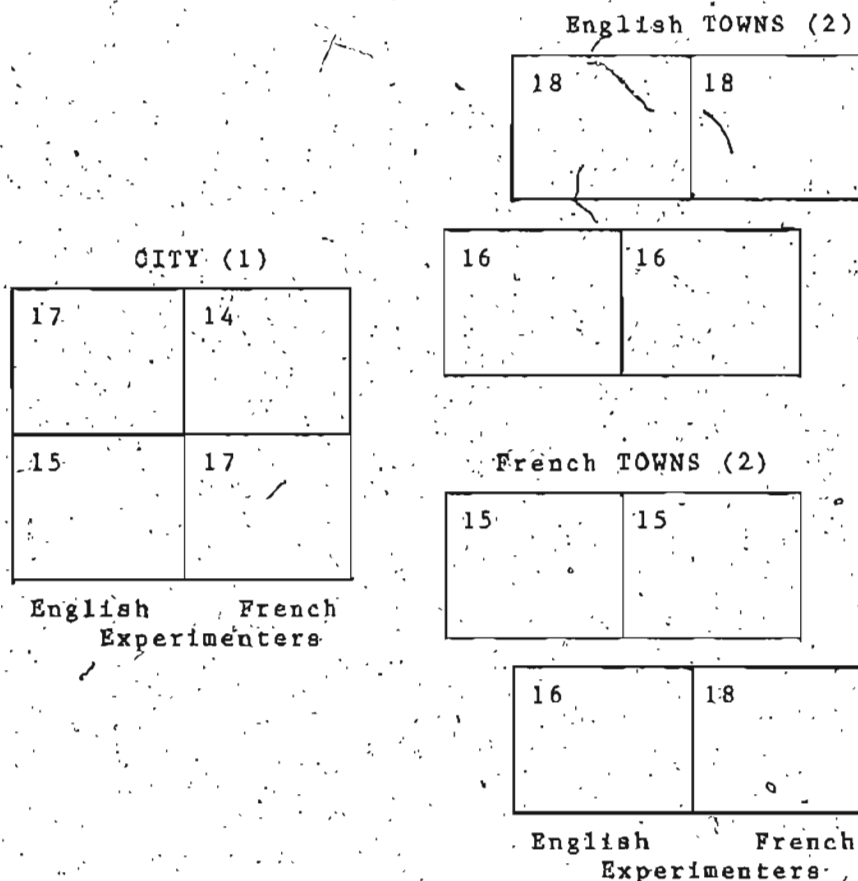 English TOWNS (2)
18 18
16 16
CITY (1)
17 14
15 17
English French
Experimenters
French TOWNS (2)
15 15
16 18
English French
Experimenters